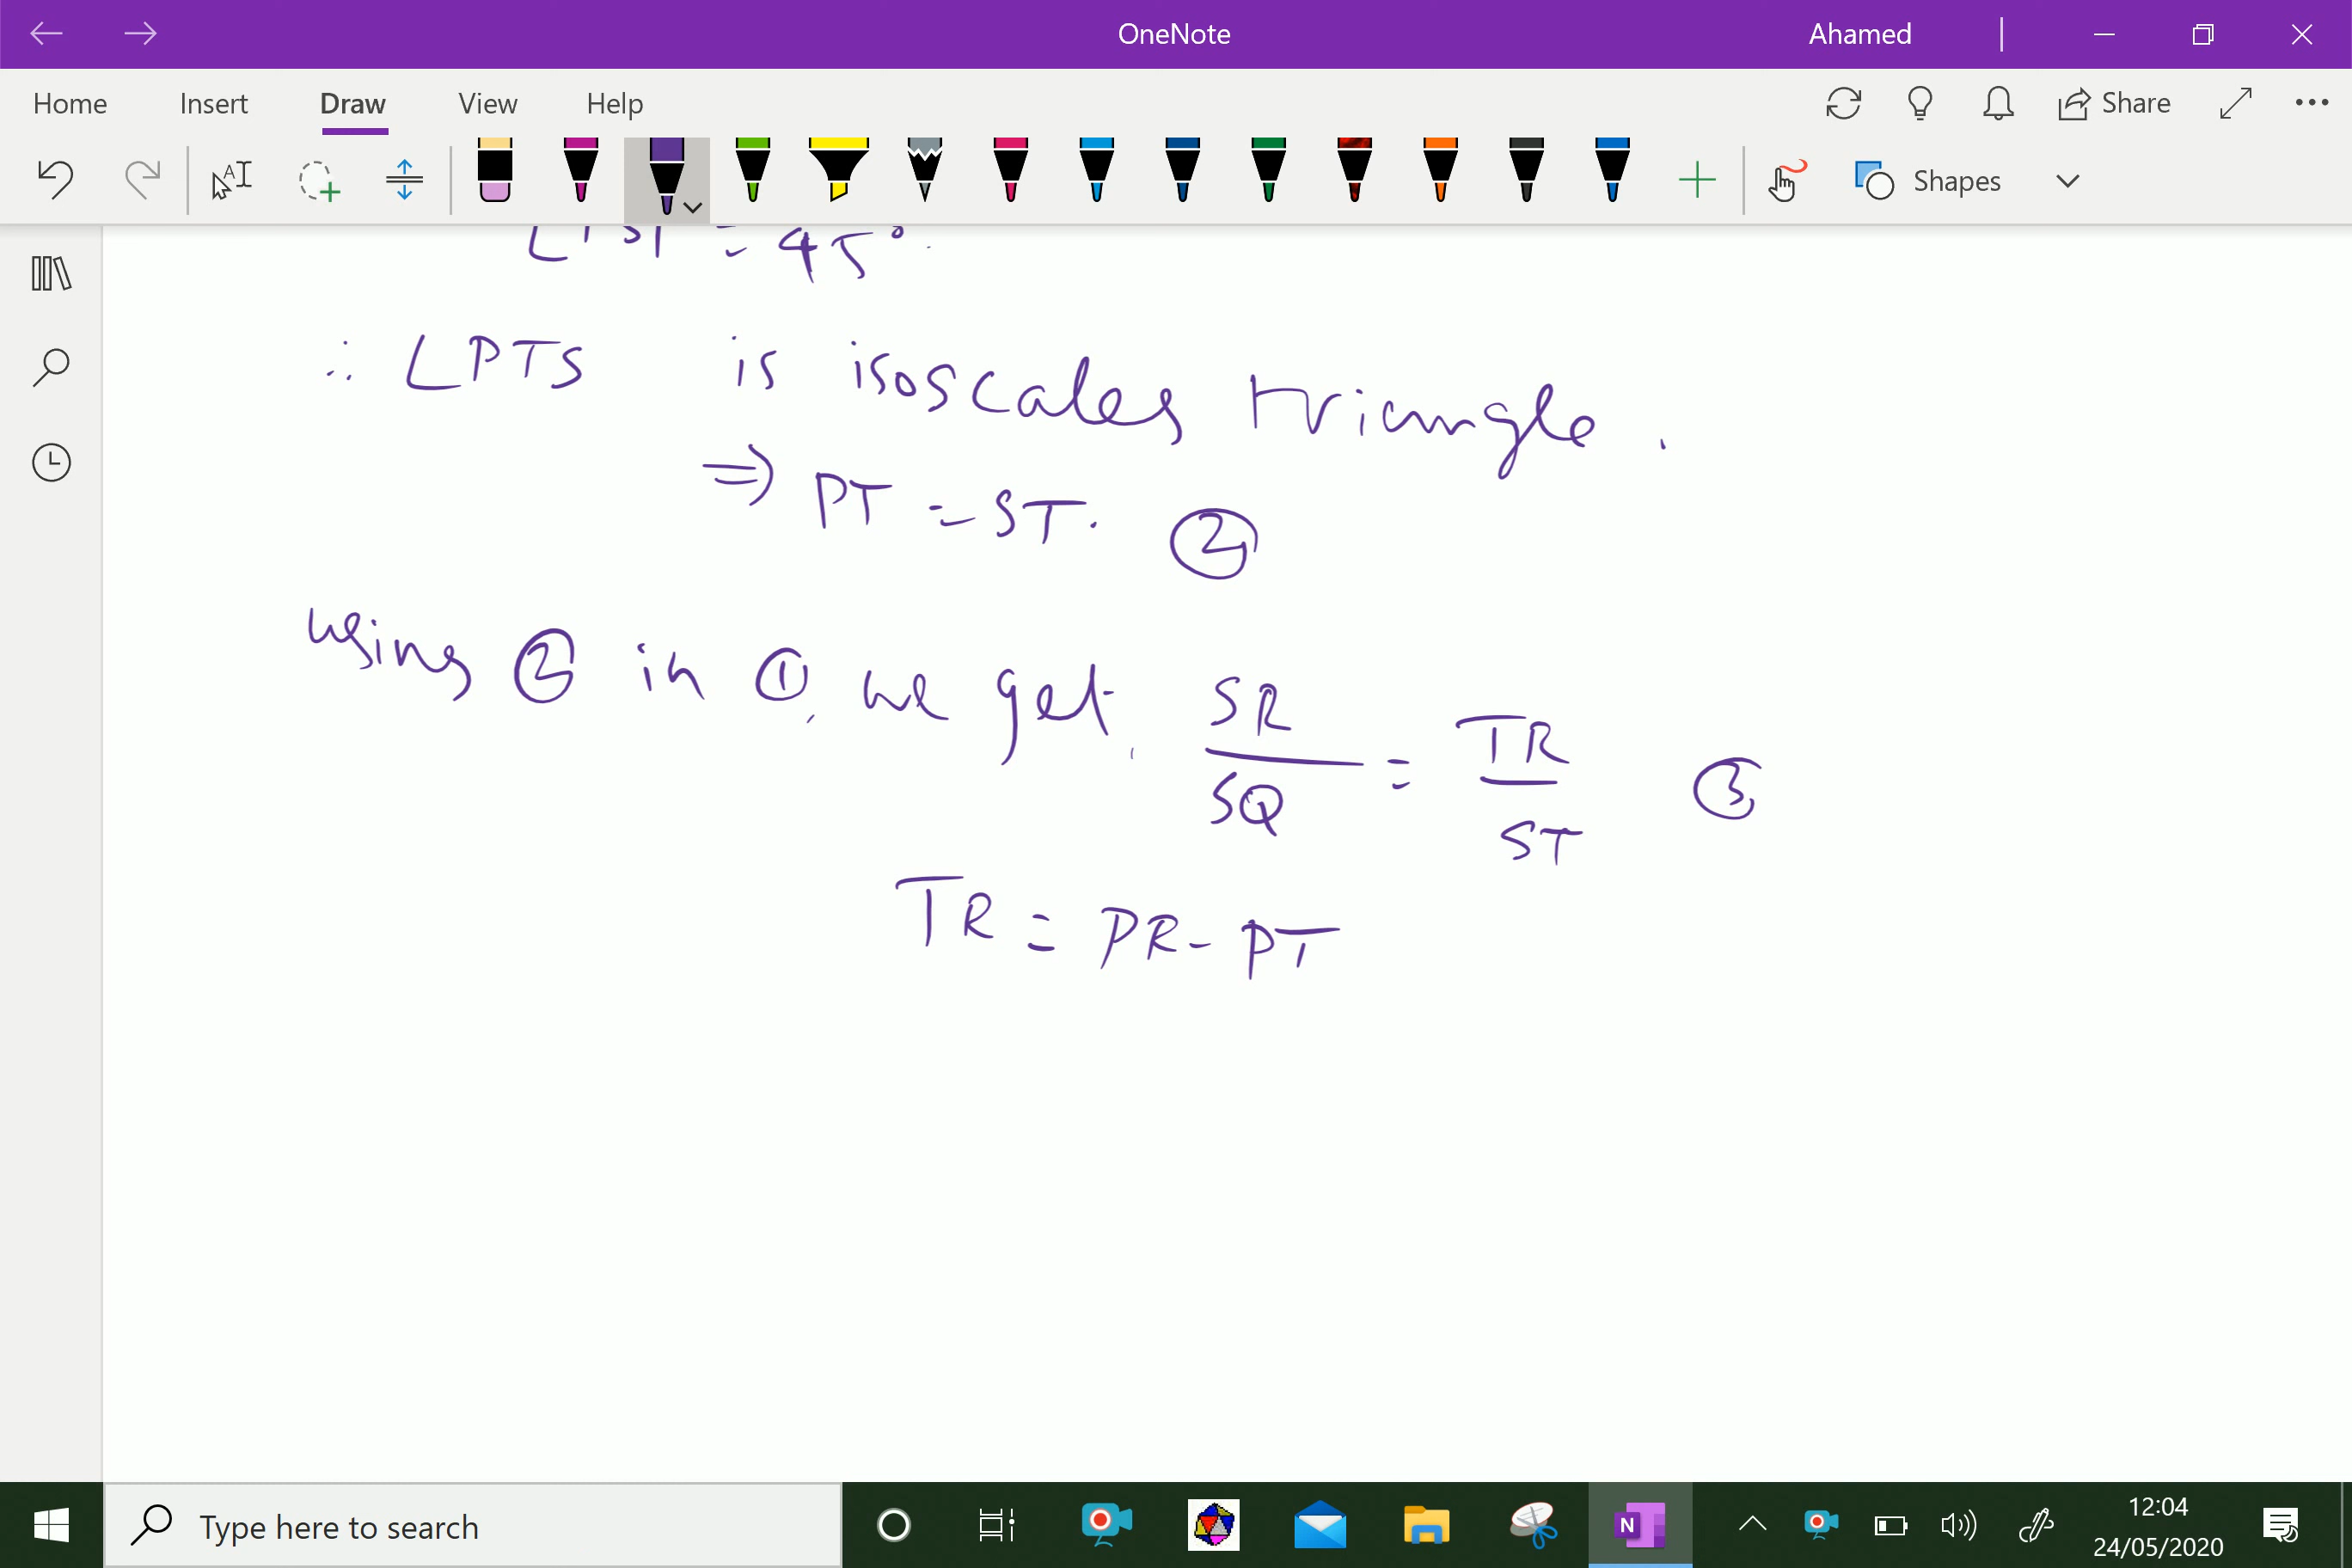 OneNote
Ahamed
Home Insert Draw View Help
Share
Shapes
= 45°.
∴ ∠PTS is isoscales triangle.
⇒ PT = ST. ②
using ② in ①, we get. SR/SQ = TR/ST ③
TR = PR - PT
Type here to search
12:04
24/05/2020